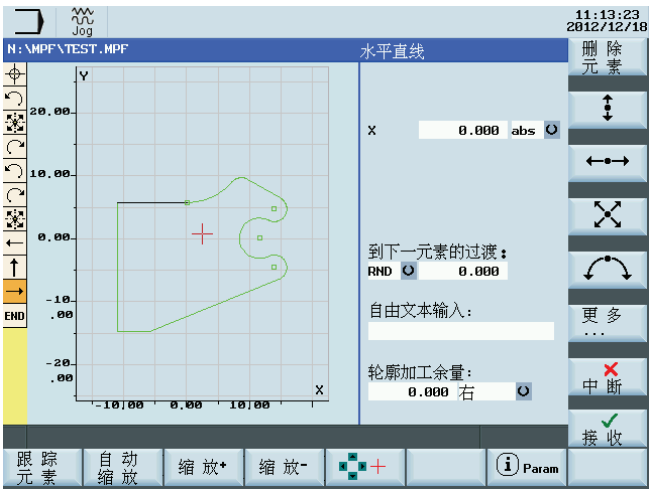 Jog
11:13:23
2012/12/18
N:\MPF\TEST.MPF
水平直线
删 除
元 素
Y
20.00
10.00
0.00
-10
.00
-20
.00
X
-10.00 0.00 10.00
END
X 0.000 abs
到下一元素的过渡:
RND 0.000
自由文本输入:
轮廓加工余量:
0.000 右
更 多
...
中 断
接 收
跟 踪
元 素
自 动
缩 放
缩 放+
缩 放-
i Param